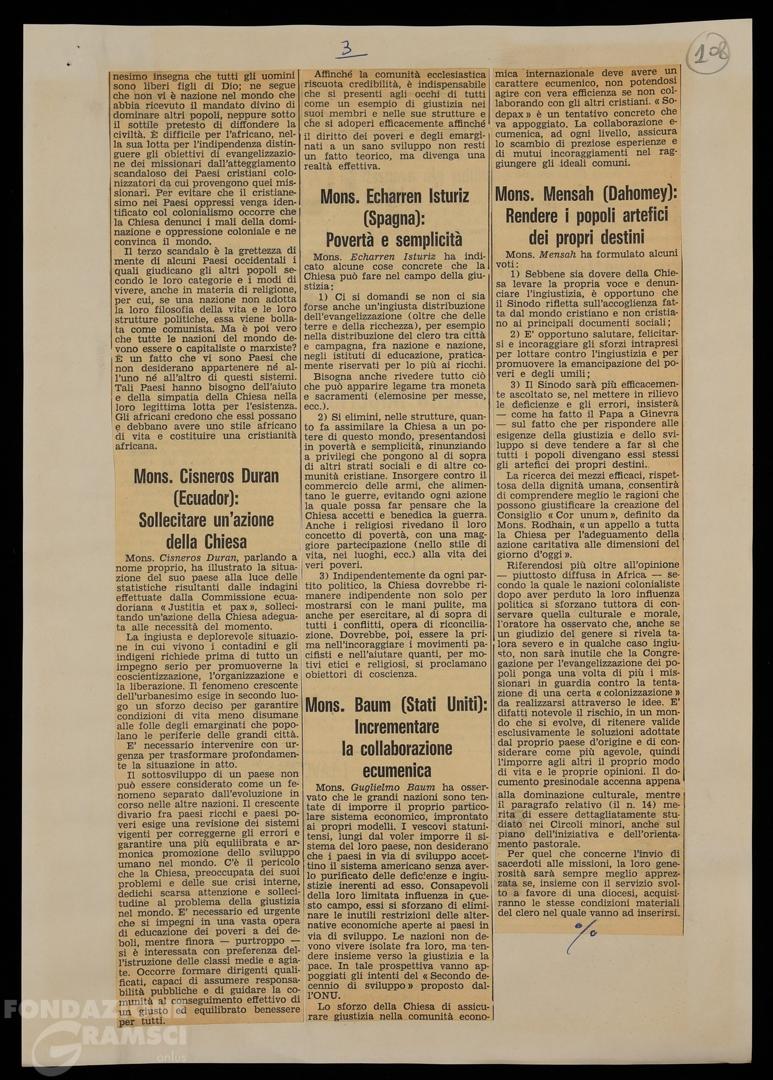 3
108
nesimo insegna che tutti gli uomini
sono liberi figli di Dio; ne segue
che non vi è nazione nel mondo che
abbia ricevuto il mandato divino di
dominare altri popoli, neppure sotto
il sottile pretesto di diffondere la
civiltà. È difficile per l'africano, nel-
la sua lotta per l'indipendenza distin-
guere gli obiettivi di evangelizzazio-
ne dei missionari dall'atteggiamento
scandaloso dei Paesi cristiani colo-
nizzatori da cui provengono quei mis-
sionari. Per evitare che il cristiane-
simo nei Paesi oppressi venga identi-
ficato col colonialismo occorre che
la Chiesa denunci i mali della domi-
nazione e oppressione coloniale e ne
convinca il mondo.
Il terzo scandalo è la grettezza di
mente di alcuni Paesi occidentali i
quali giudicano gli altri popoli se-
condo le loro categorie e i modi di
vivere, anche in materia di religione,
per cui, se una nazione non adotta
la loro filosofia della vita e le loro
strutture politiche, essa viene bolla-
ta come comunista. Ma è poi vero
che tutte le nazioni del mondo de-
vono essere o capitaliste o marxiste?
È un fatto che vi sono Paesi che
non desiderano appartenere né al-
l'uno né all'altro di questi sistemi.
Tali Paesi hanno bisogno dell'aiuto
e della simpatia della Chiesa nella
loro legittima lotta per l'esistenza.
Gli africani credono che essi possano
e debbano avere uno stile africano
di vita e costituire una cristianità
africana.
Mons. Cisneros Duran
(Ecuador):
Sollecitare un'azione
della Chiesa
Mons. Cisneros Duran, parlando a
nome proprio, ha illustrato la situa-
zione del suo paese alla luce delle
statistiche risultanti dalle indagini
effettuate dalla Commissione ecua-
doriana « Justitia et pax », solleci-
tando un'azione della Chiesa adegua-
ta alle necessità del momento.
La ingiusta e deplorevole situazio-
ne in cui vivono i contadini e gli
indigeni richiede prima di tutto un
impegno serio per promuoverne la
coscientizzazione, l'organizzazione e
la liberazione. Il fenomeno crescente
dell'urbanesimo esige in secondo luo-
go un sforzo deciso per garantire
condizioni di vita meno disumane
alle folle degli emarginati che popo-
lano le periferie delle grandi città.
E' necessario intervenire con ur-
genza per trasformare profondamen-
te la situazione in atto.
Il sottosviluppo di un paese non
può essere considerato come un fe-
nomeno separato dall'evoluzione in
corso nelle altre nazioni. Il crescente
divario fra paesi ricchi e paesi po-
veri esige una revisione dei sistemi
vigenti per correggerne gli errori e
garantire una più equilibrata e ar-
monica promozione dello sviluppo
umano nel mondo. C'è il pericolo
che la Chiesa, preoccupata dei suoi
problemi e delle sue crisi interne,
dedichi scarsa attenzione e solleci-
tudine al problema della giustizia
nel mondo. E' necessario ed urgente
che si impegni in una vasta opera
di educazione dei poveri a dei de-
boli, mentre finora — purtroppo —
si è interessata con preferenza del-
l'istruzione delle classi medie e agia-
te. Occorre formare dirigenti quali-
ficati, capaci di assumere responsa-
bilità pubbliche e di guidare la co-
munità al conseguimento effettivo di
un giusto ed equilibrato benessere
per tutti.
Affinché la comunità ecclesiastica
riscuota credibilità, è indispensabile
che si presenti agli occhi di tutti
come un esempio di giustizia nei
suoi membri e nelle sue strutture e
che si adoperi efficacemente affinché
il diritto dei poveri e degli emargi-
nati a un sano sviluppo non resti
un fatto teorico, ma divenga una
realtà effettiva.
Mons. Echarren Isturiz
(Spagna):
Povertà e semplicità
Mons. Echarren Isturiz ha indi-
cato alcune cose concrete che la
Chiesa può fare nel campo della giu-
stizia:
1) Ci si domandi se non ci sia
forse anche un'ingiusta distribuzione
dell'evangelizzazione (oltre che delle
terre e della ricchezza), per esempio
nella distribuzione del clero tra città
e campagna, fra nazione e nazione,
negli istituti di educazione, pratica-
mente riservati per lo più ai ricchi.
Bisogna anche rivedere tutto ciò
che può apparire legame tra moneta
e sacramenti (elemosine per messe,
ecc.).
2) Si elimini, nelle strutture, quan-
to fa assimilare la Chiesa a un po-
tere di questo mondo, presentandosi
in povertà e semplicità, rinunziando
a privilegi che pongono al di sopra
di altri strati sociali e di altre co-
munità cristiane. Insorgere contro il
commercio delle armi, che alimen-
tano le guerre, evitando ogni azione
la quale possa far pensare che la
Chiesa accetti e benedica la guerra.
Anche i religiosi rivedano il loro
concetto di povertà, con una mag-
giore partecipazione (nello stile di
vita, nei luoghi, ecc.) alla vita dei
veri poveri.
3) Indipendentemente da ogni par-
tito politico, la Chiesa dovrebbe ri-
manere indipendente non solo per
mostrarsi con le mani pulite, ma
anche per esercitare, al di sopra di
tutti i conflitti, opera di riconcilia-
zione. Dovrebbe, poi, essere la pri-
ma nell'incoraggiare i movimenti pa-
cifisti e nell'aiutare quanti, per mo-
tivi etici e religiosi, si proclamano
obiettori di coscienza.
Mons. Baum (Stati Uniti):
Incrementare
la collaborazione
ecumenica
Mons. Guglielmo Baum ha osser-
vato che le grandi nazioni sono ten-
tate di imporre il proprio partico-
lare sistema economico, improntato
ai propri modelli. I vescovi statuni-
tensi, lungi dal voler imporre il si-
stema del loro paese, non desiderano
che i paesi in via di sviluppo accet-
tino il sistema americano senza aver-
lo purificato delle deficienze e ingiu-
stizie inerenti ad esso. Consapevoli
della loro limitata influenza in que-
sto campo, essi si sforzano di elimi-
nare le inutili restrizioni delle alter-
native economiche aperte ai paesi in
via di sviluppo. Le nazioni non de-
vono vivere isolate fra loro, ma ten-
dere insieme verso la giustizia e la
pace. In tale prospettiva vanno ap-
poggiati gli intenti del « Secondo de-
cennio di sviluppo » proposto dal-
l'ONU.
Lo sforzo della Chiesa di assicu-
rare giustizia nella comunità econo-
mica internazionale deve avere un
carattere ecumenico, non potendosi
agire con vera efficienza se non col-
laborando con gli altri cristiani. « So-
depax » è un tentativo concreto che
va appoggiato. La collaborazione e-
cumenica, ad ogni livello, assicura
lo scambio di preziose esperienze e
di mutui incoraggiamenti nel rag-
giungere gli ideali comuni.
Mons. Mensah (Dahomey):
Rendere i popoli artefici
dei propri destini
Mons. Mensah ha formulato alcuni
voti:
1) Sebbene sia dovere della Chie-
sa levare la propria voce e denun-
ciare l'ingiustizia, è opportuno che
il Sinodo rifletta sull'accoglienza fat-
ta dal mondo cristiano e non cristia-
no ai principali documenti sociali;
2) E' opportuno salutare, felicitar-
si e incoraggiare gli sforzi intrapresi
per lottare contro l'ingiustizia e per
promuovere la emancipazione dei po-
veri e degli umili;
3) Il Sinodo sarà più efficacemen-
te ascoltato se, nel mettere in rilievo
le deficienze e gli errori, insisterà
— come ha fatto il Papa a Ginevra
— sul fatto che per rispondere alle
esigenze della giustizia e dello svi-
luppo si deve tendere a far sì che
tutti i popoli divengano essi stessi
gli artefici dei propri destini.
La ricerca dei mezzi efficaci, rispet-
tosa della dignità umana, consentirà
di comprendere meglio le ragioni che
possono giustificare la creazione del
Consiglio « Cor unum », definito da
Mons. Rodhain, « un appello a tutta
la Chiesa per l'adeguamento della
azione caritativa alle dimensioni del
giorno d'oggi ».
Riferendosi più oltre all'opinione
— piuttosto diffusa in Africa — se-
condo la quale le nazioni colonialiste
dopo aver perduto la loro influenza
politica si sforzano tuttora di con-
servare quella culturale e morale,
l'oratore ha osservato che, anche se
un giudizio del genere si rivela ta-
lora severo e in qualche caso ingiu-
sto, non sarà inutile che la Congre-
gazione per l'evangelizzazione dei po-
poli ponga una volta di più i mis-
sionari in guardia contro la tenta-
zione di una certa « colonizzazione »
da realizzarsi attraverso le idee. E'
difatti notevole il rischio, in un mon-
do che si evolve, di ritenere valide
esclusivamente le soluzioni adottate
dal proprio paese d'origine e di con-
siderare come più agevole, quindi
l'imporre agli altri il proprio modo
di vita e le proprie opinioni. Il do-
cumento presinodale accenna appena
alla dominazione culturale, mentre
il paragrafo relativo (il n. 14) me-
rita di essere dettagliatamente stu-
diato nei Circoli minori, anche sul
piano dell'iniziativa e dell'orienta-
mento pastorale.
Per quel che concerne l'invio di
sacerdoti alle missioni, la loro gene-
rosità sarà sempre meglio apprez-
zata se, insieme con il servizio svol-
to a favore di una diocesi, acquisi-
ranno le stesse condizioni materiali
del clero nel quale vanno ad inserirsi.
%
FONDAZIONE
GRAMSCI
onlus